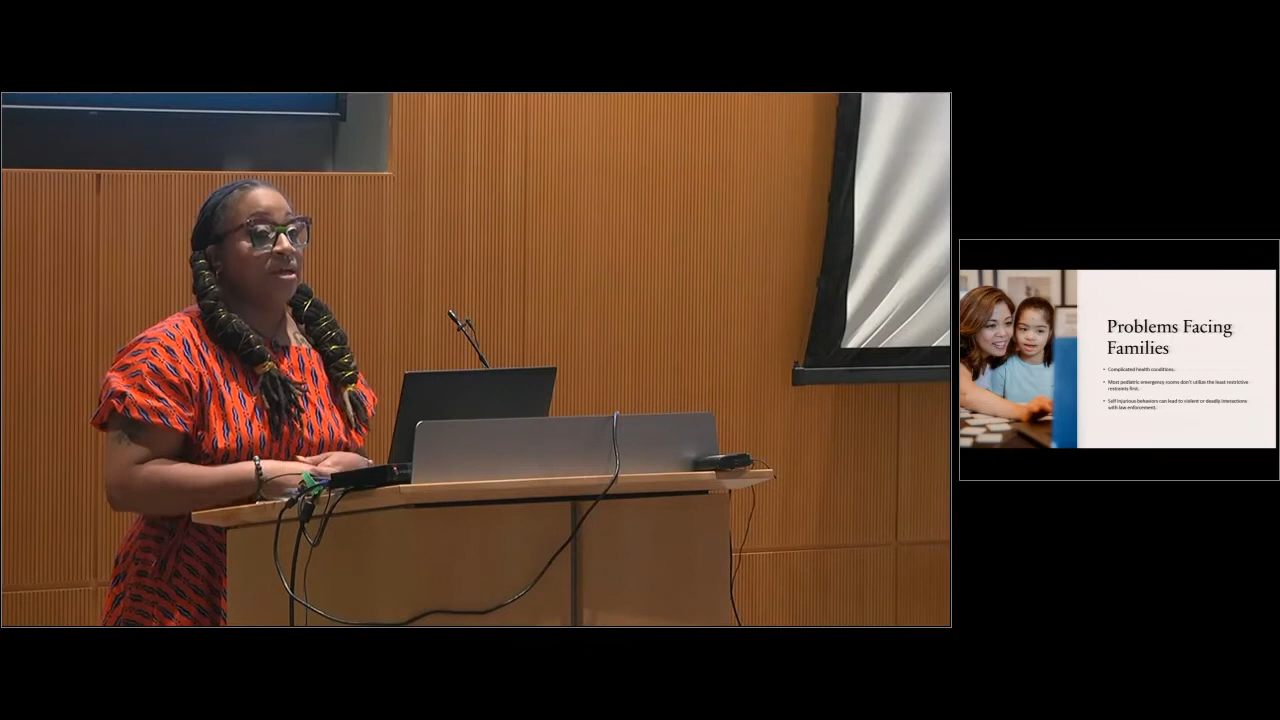 Problems Facing
Families
• Complicated health conditions.
• Most pediatric emergency rooms don't utilize the least restrictive
restraints first.
• Self injurious behaviors can lead to violent or deadly interactions
with law enforcement.